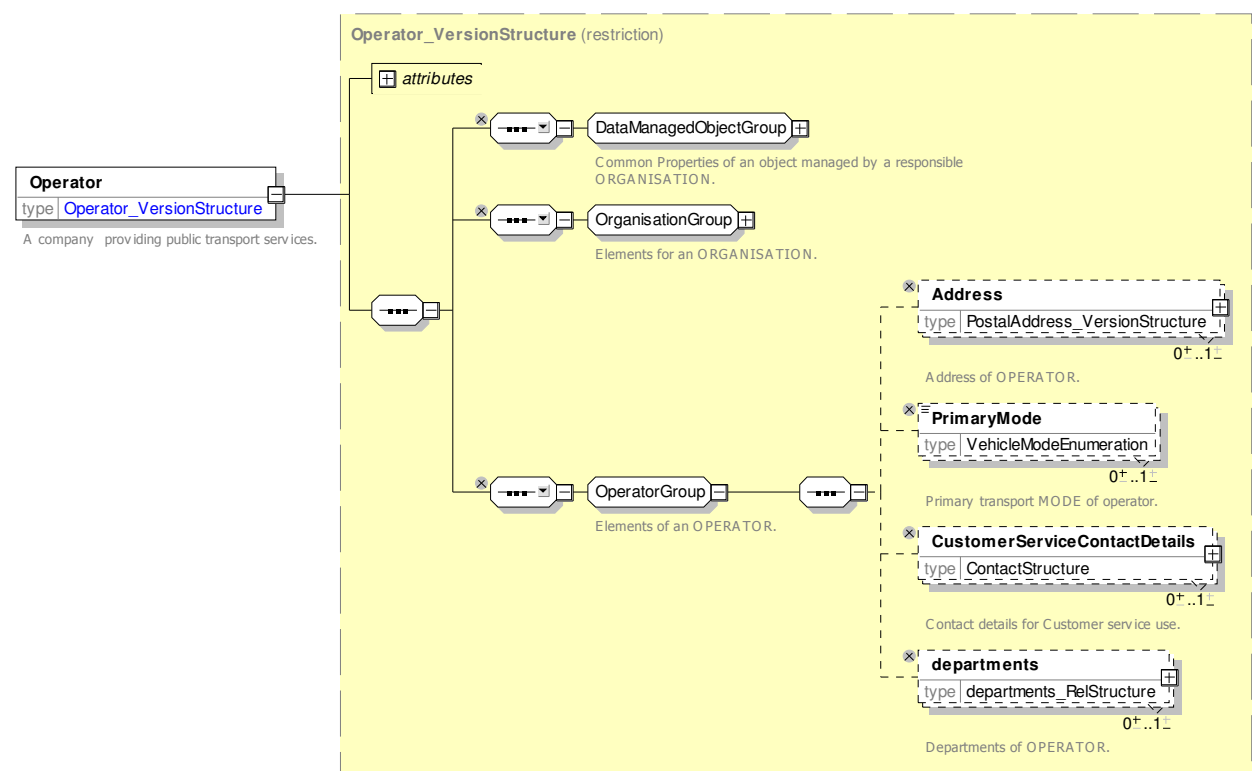 Operator_VersionStructure (restriction)
attributes
DataManagedObjectGroup
Common Properties of an object managed by a responsible
ORGANISATION.
Operator
type Operator_VersionStructure
A company providing public transport services.
OrganisationGroup
Elements for an ORGANISATION.
Address
type PostalAddress_VersionStructure
0..1
Address of OPERATOR.
PrimaryMode
type VehicleModeEnumeration
0..1
Primary transport MODE of operator.
OperatorGroup
Elements of an OPERATOR.
CustomerServiceContactDetails
type ContactStructure
0..1
Contact details for Customer service use.
departments
type departments_RelStructure
0..1
Departments of OPERATOR.